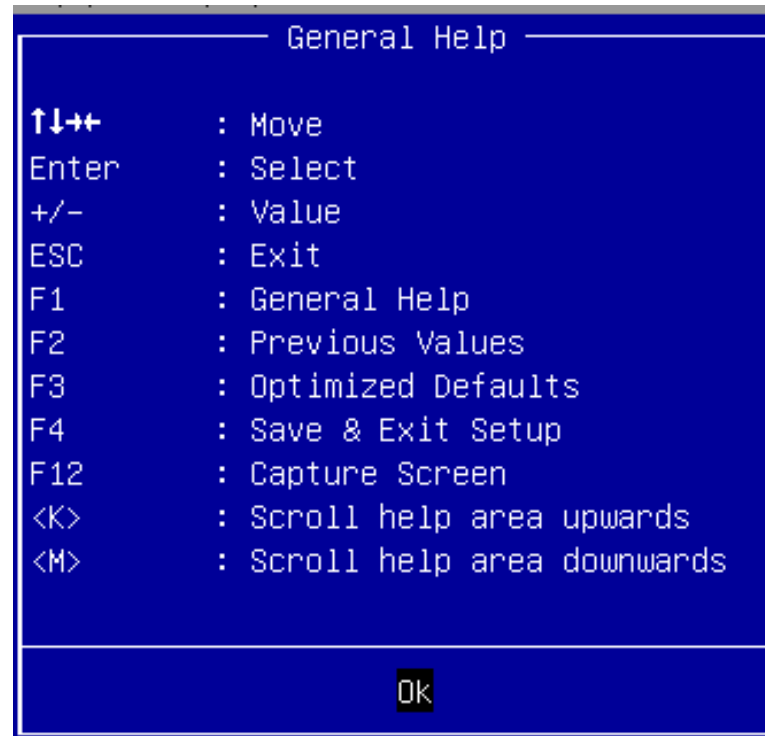 General Help
↑↓→← : Move
Enter : Select
+/- : Value
ESC : Exit
F1 : General Help
F2 : Previous Values
F3 : Optimized Defaults
F4 : Save & Exit Setup
F12 : Capture Screen
<K> : Scroll help area upwards
<M> : Scroll help area downwards
Ok